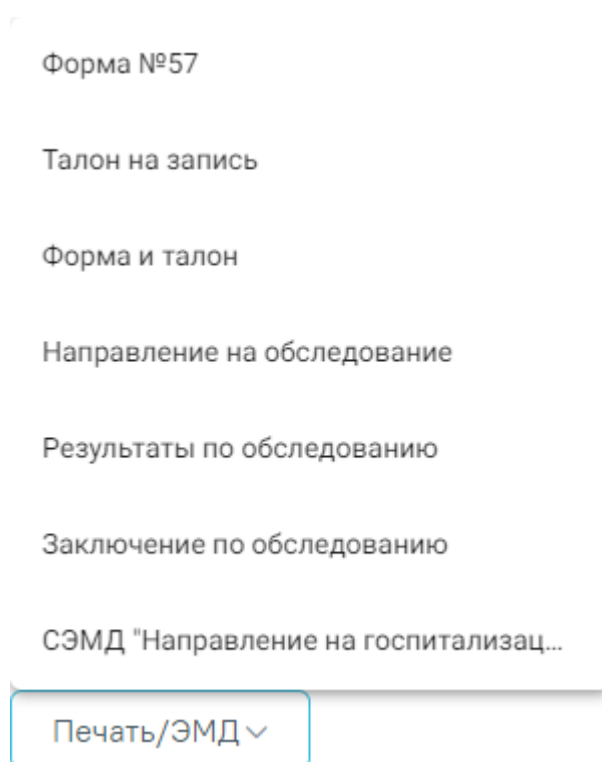 Форма №57
Талон на запись
Форма и талон
Направление на обследование
Результаты по обследованию
Заключение по обследованию
СЭМД "Направление на госпитализац...
Печать/ЭМД